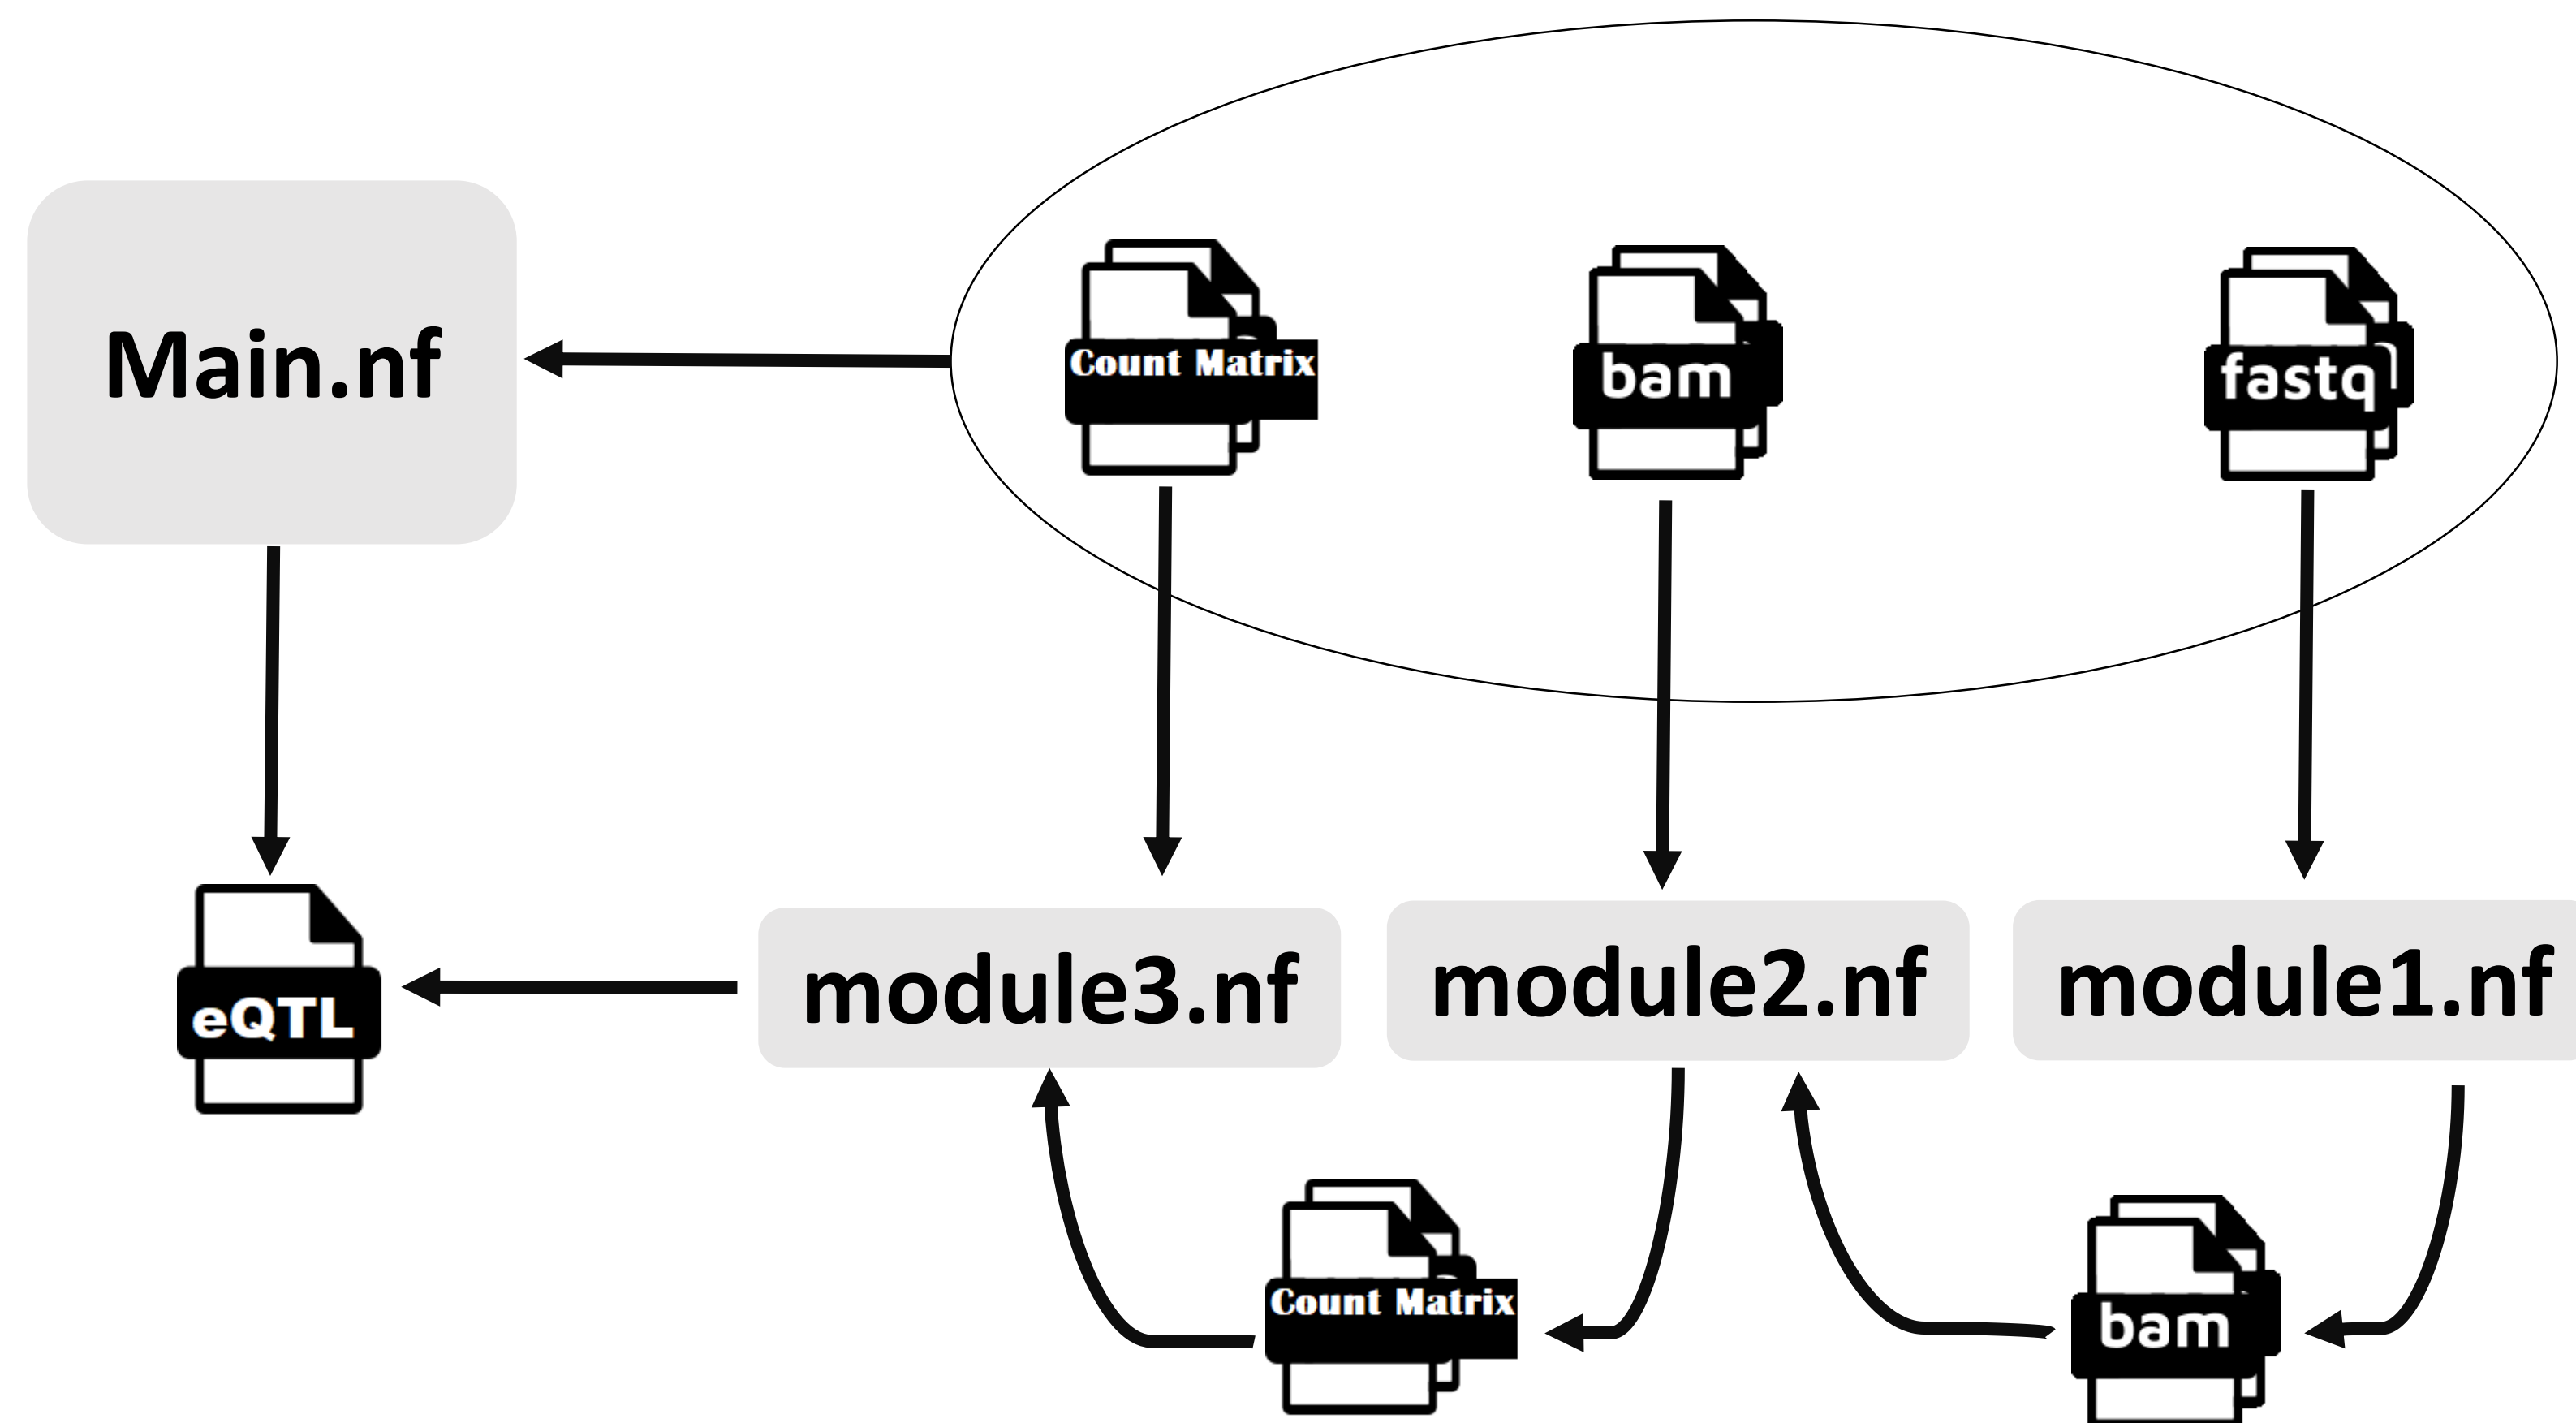 Main.nf
Count Matrix
bam
fastq
eQTL
module3.nf
module2.nf
module1.nf
Count Matrix
bam